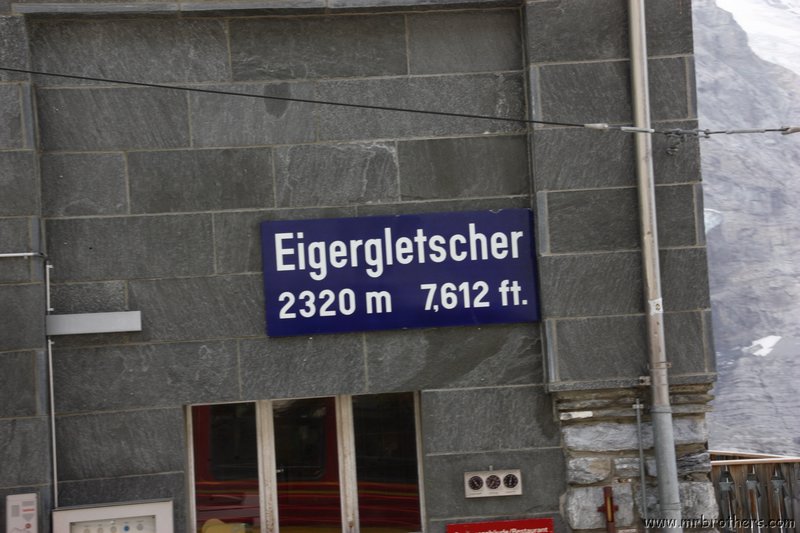 Eigergletscher
2320 m 7,612 ft.
www.mrbrothers.com